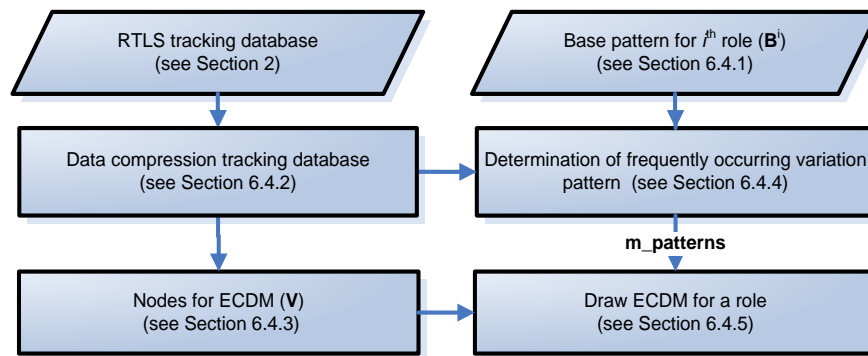 RTLS tracking database
(see Section 2)
Base pattern for iᵗʰ role (Bⁱ)
(see Section 6.4.1)
Data compression tracking database
(see Section 6.4.2)
Determination of frequently occurring variation
pattern (see Section 6.4.4)
m_patterns
Nodes for ECDM (V)
(see Section 6.4.3)
Draw ECDM for a role
(see Section 6.4.5)